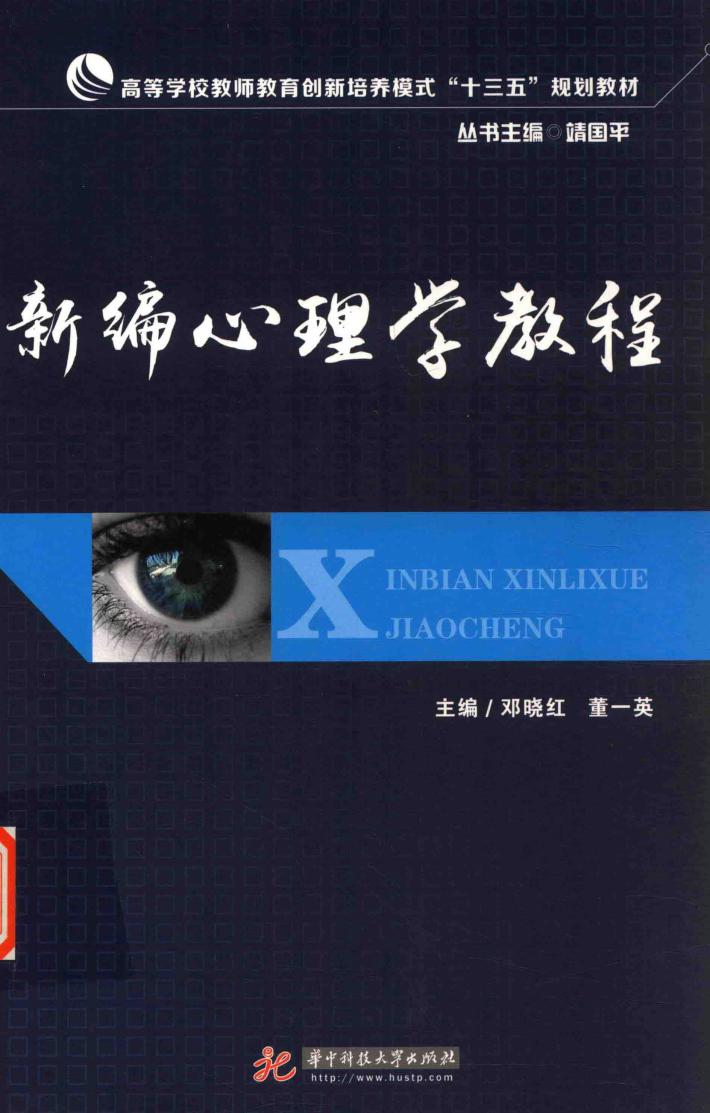 高等学校教师教育创新培养模式“十三五”规划教材
丛书主编◎靖国平
新编心理学教程
XINBIAN XINLIXUE
JIAOCHENG
主编/邓晓红 董一英
华中科技大学出版社
http://www.hustp.com